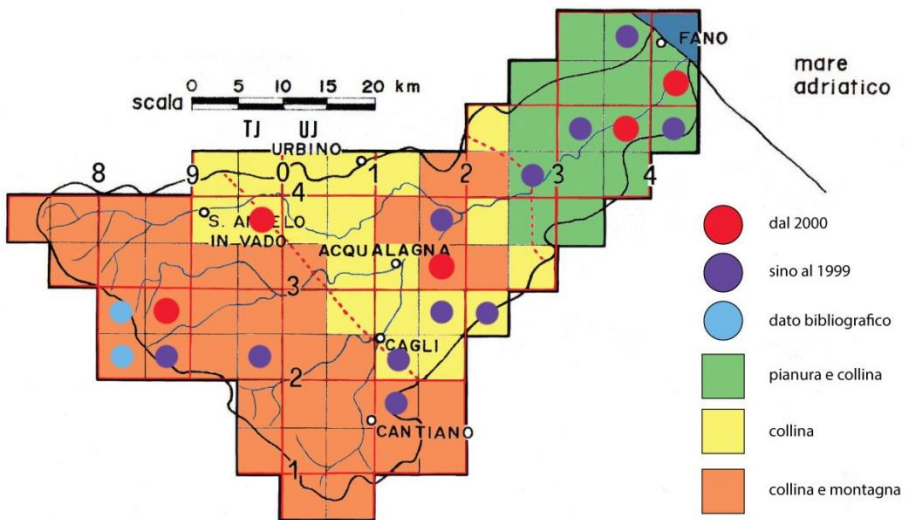 FANO
mare
adriatico
scala 0 5 10 15 20 km
TJ UJ
URBINO
8 9 0 1 2 3 4
4
S. ANGELO
IN VADO
ACQUALAGNA
3
CAGLI
2
CANTIANO
1
dal 2000
sino al 1999
dato bibliografico
pianura e collina
collina
collina e montagna